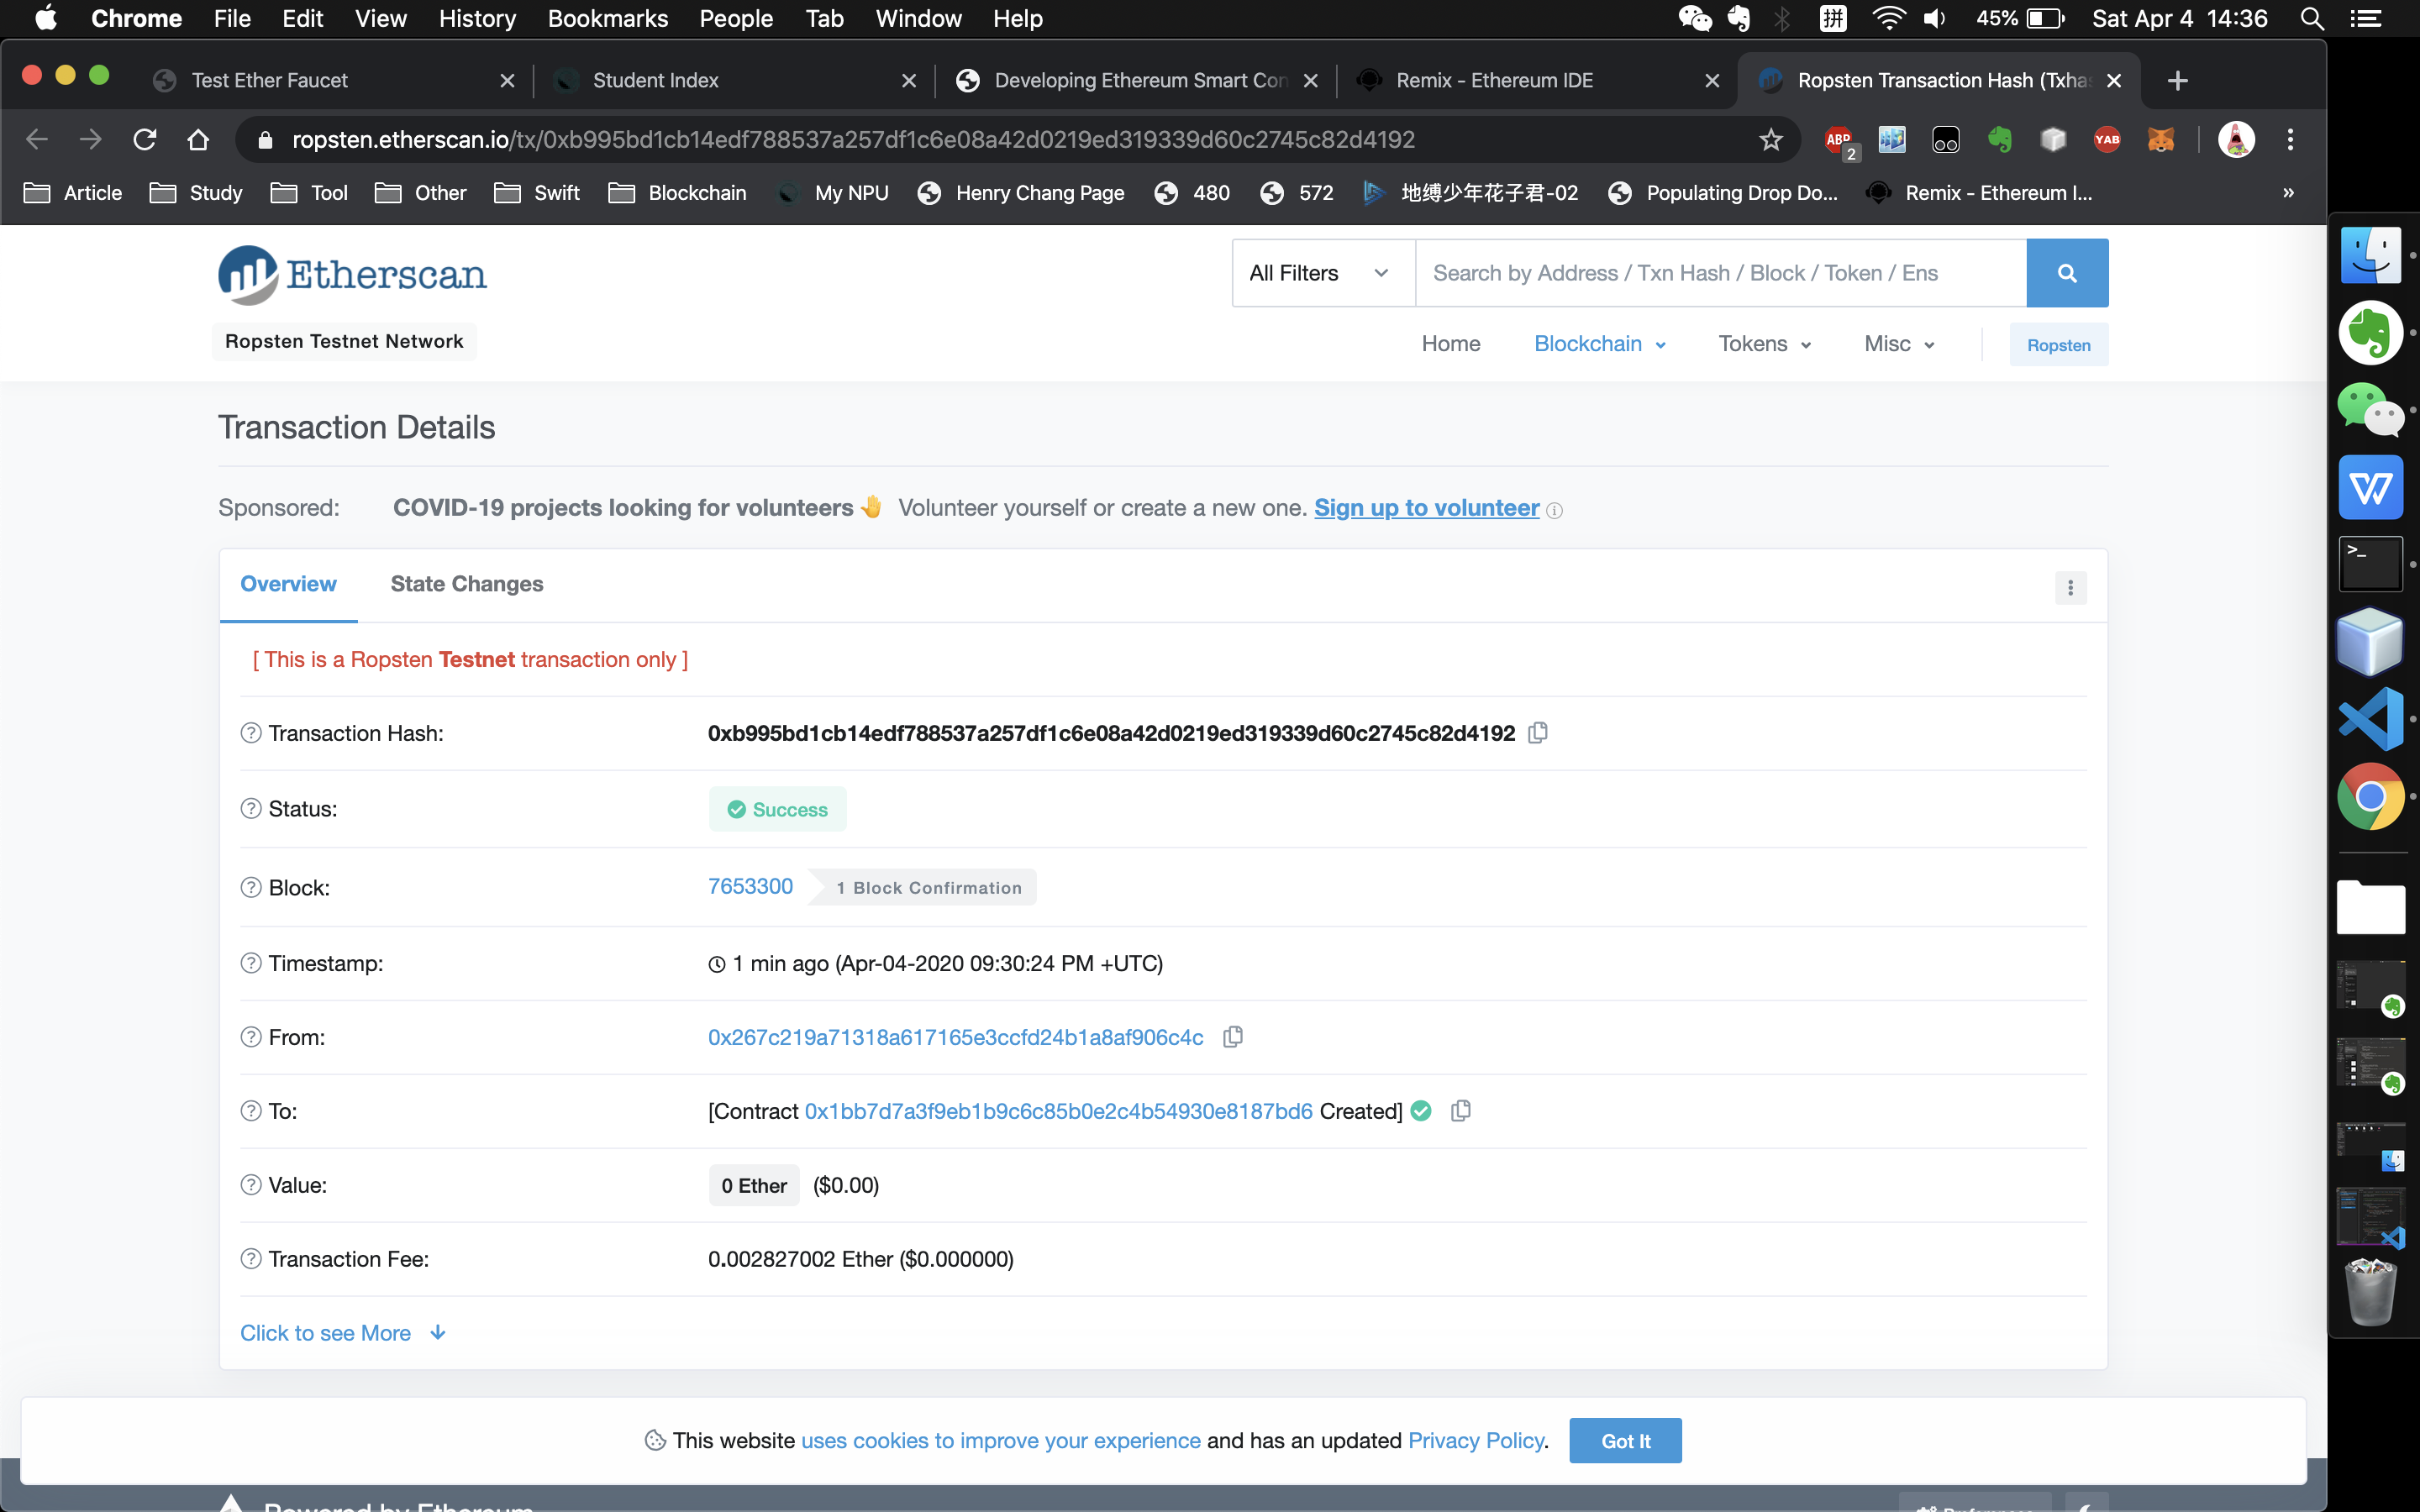 Chrome File Edit View History Bookmarks People Tab Window Help 拼 45% Sat Apr 4 14:36
Test Ether Faucet Student Index Developing Ethereum Smart Con Remix - Ethereum IDE Ropsten Transaction Hash (Txha
ropsten.etherscan.io/tx/0xb995bd1cb14edf788537a257df1c6e08a42d0219ed319339d60c2745c82d4192 ABP 2 YAB
Article Study Tool Other Swift Blockchain My NPU Henry Chang Page 480 572 地缚少年花子君-02 Populating Drop Do... Remix - Ethereum I... »
Etherscan
All Filters Search by Address / Txn Hash / Block / Token / Ens
Ropsten Testnet Network
Home Blockchain Tokens Misc Ropsten
Transaction Details
Sponsored: COVID-19 projects looking for volunteers Volunteer yourself or create a new one. Sign up to volunteer
Overview State Changes
[ This is a Ropsten Testnet transaction only ]
Transaction Hash: 0xb995bd1cb14edf788537a257df1c6e08a42d0219ed319339d60c2745c82d4192
Status: Success
Block: 7653300 1 Block Confirmation
Timestamp: 1 min ago (Apr-04-2020 09:30:24 PM +UTC)
From: 0x267c219a71318a617165e3ccfd24b1a8af906c4c
To: [Contract 0x1bb7d7a3f9eb1b9c6c85b0e2c4b54930e8187bd6 Created]
Value: 0 Ether ($0.00)
Transaction Fee: 0.002827002 Ether ($0.000000)
Click to see More
This website uses cookies to improve your experience and has an updated Privacy Policy. Got It
Powered by Ethereum